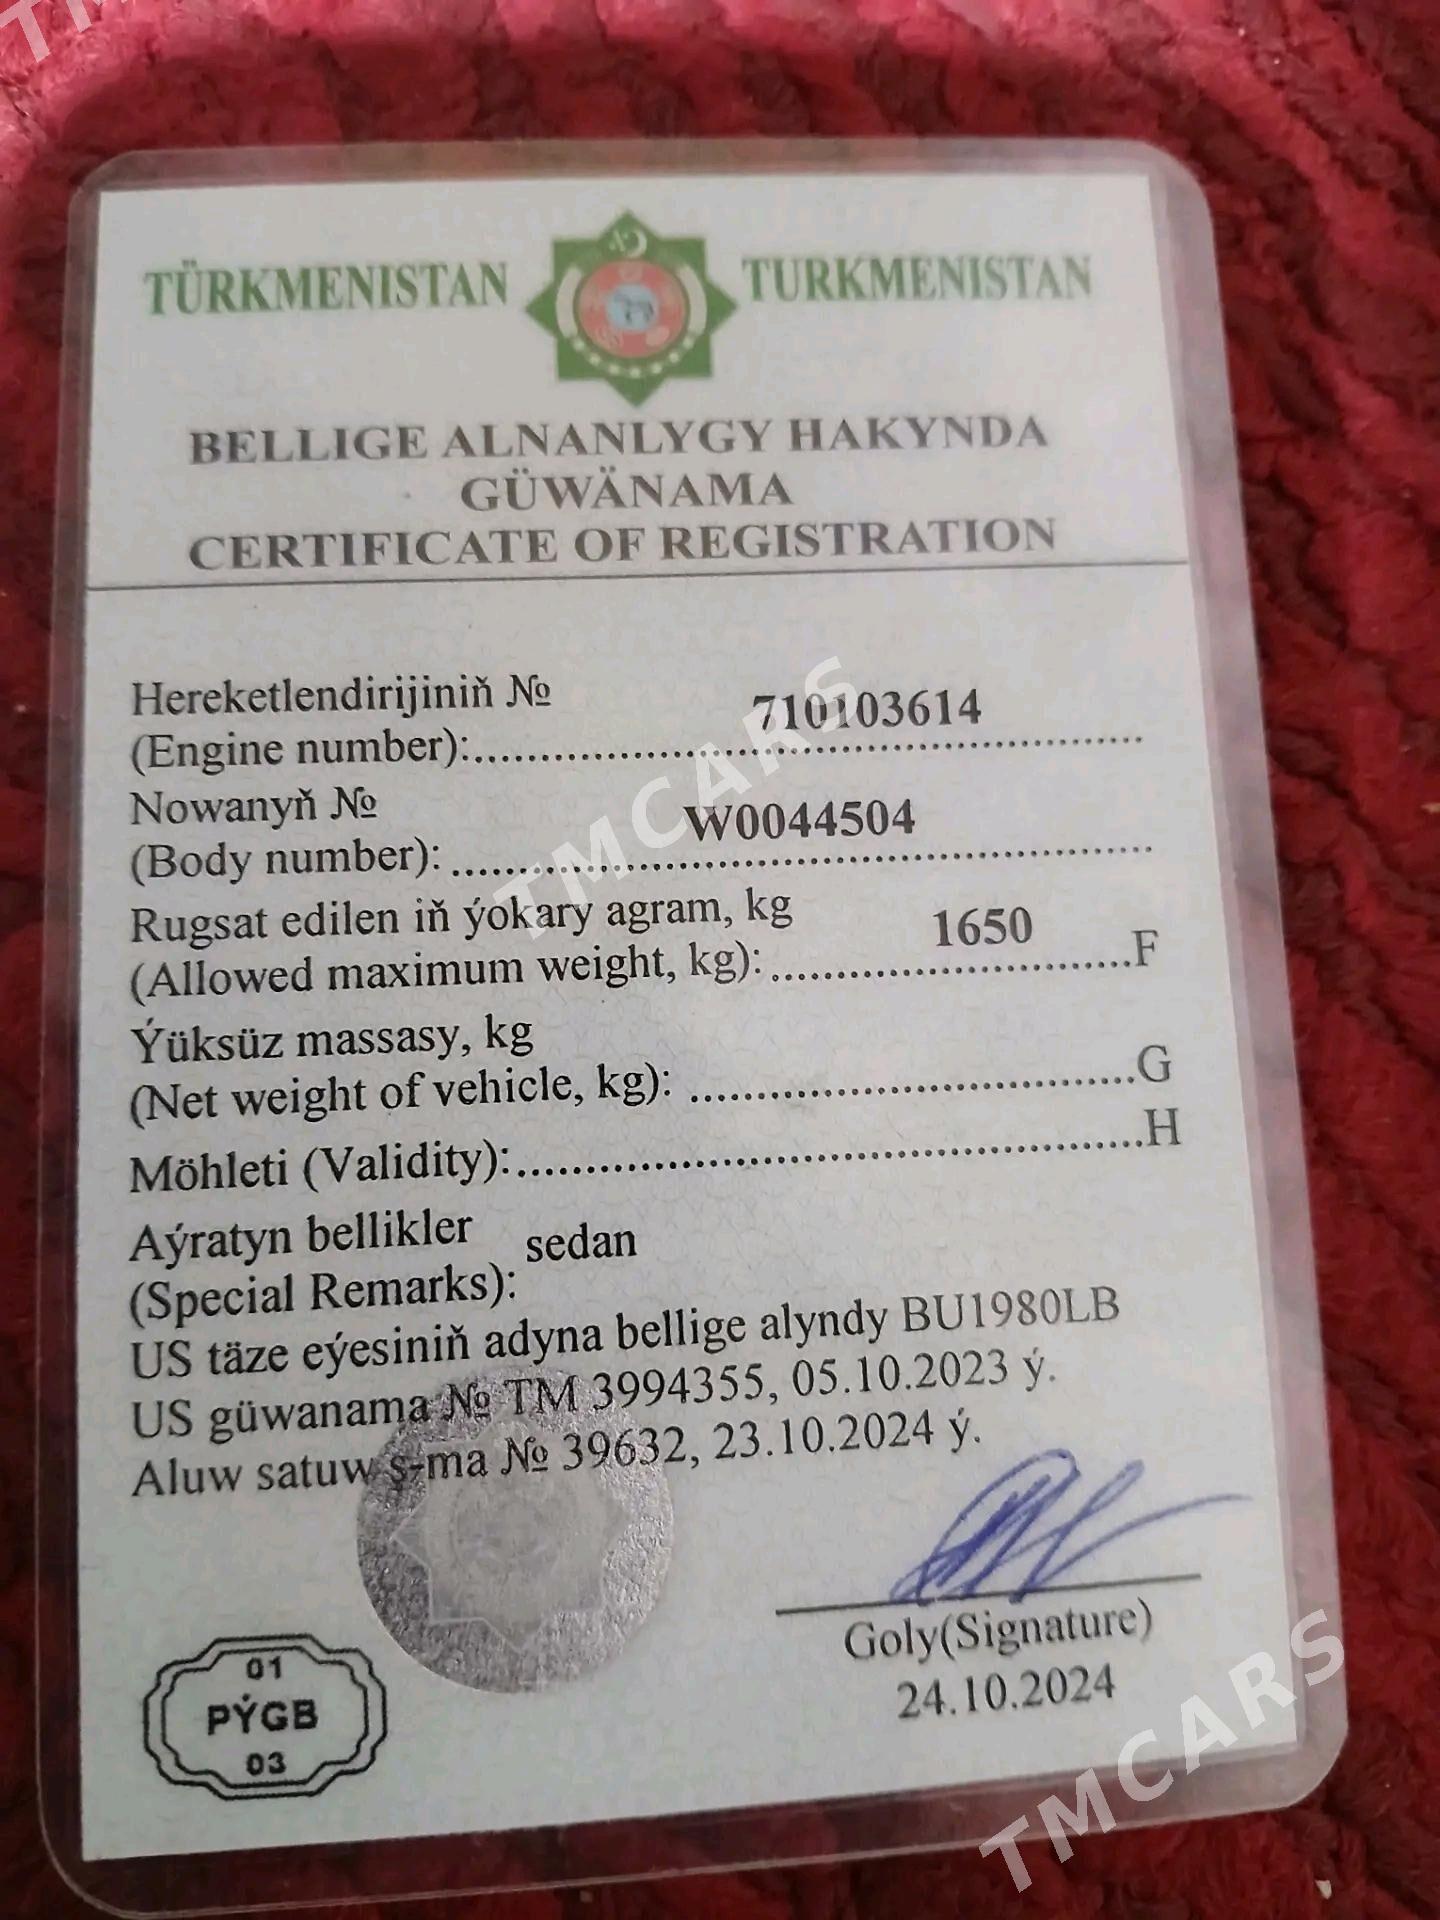 TÜRKMENISTAN TURKMENISTAN
BELLIGE ALNANLYGY HAKYNDA
GÜWÄNAMA
CERTIFICATE OF REGISTRATION
Hereketlendirijiniň №
(Engine number):.......... 710103614
Nowanyň №
(Body number): .......... W0044504
Rugsat edilen iň ýokary agram, kg
(Allowed maximum weight, kg): .......... 1650 F
Ýüksüz massasy, kg
(Net weight of vehicle, kg): ..........G
Möhleti (Validity):..........H
Aýratyn bellikler sedan
(Special Remarks):
US täze eýesiniň adyna bellige alyndy BU1980LB
US güwanama № TM 3994355, 05.10.2023 ý.
Aluw satuw ş-ma № 39632, 23.10.2024 ý.
Goly(Signature)
24.10.2024
01
PÝGB
03
TMCARS
TMCARS